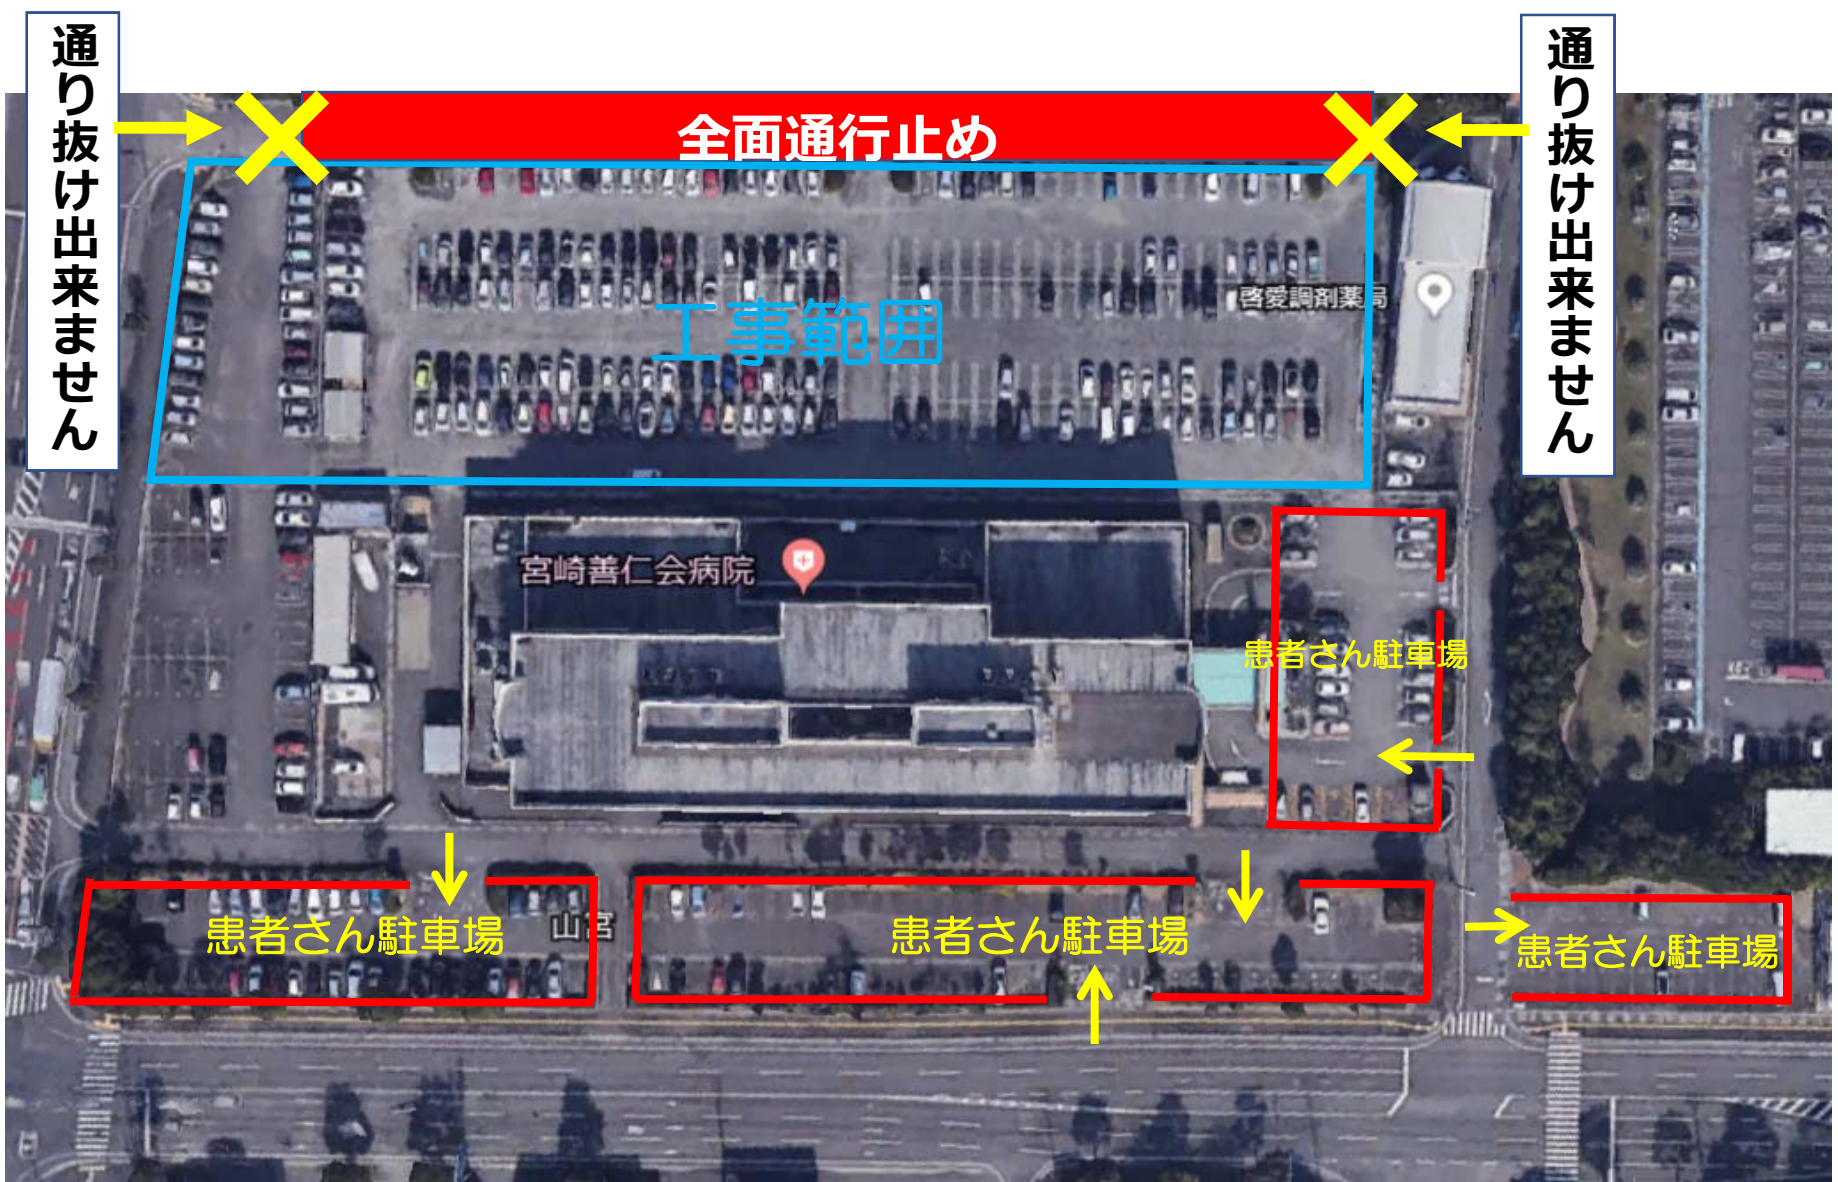 通り抜け出来ません
全面通行止め
通り抜け出来ません
工事範囲
啓愛調剤薬局
宮崎善仁会病院
患者さん駐車場
患者さん駐車場
山宮
患者さん駐車場
患者さん駐車場